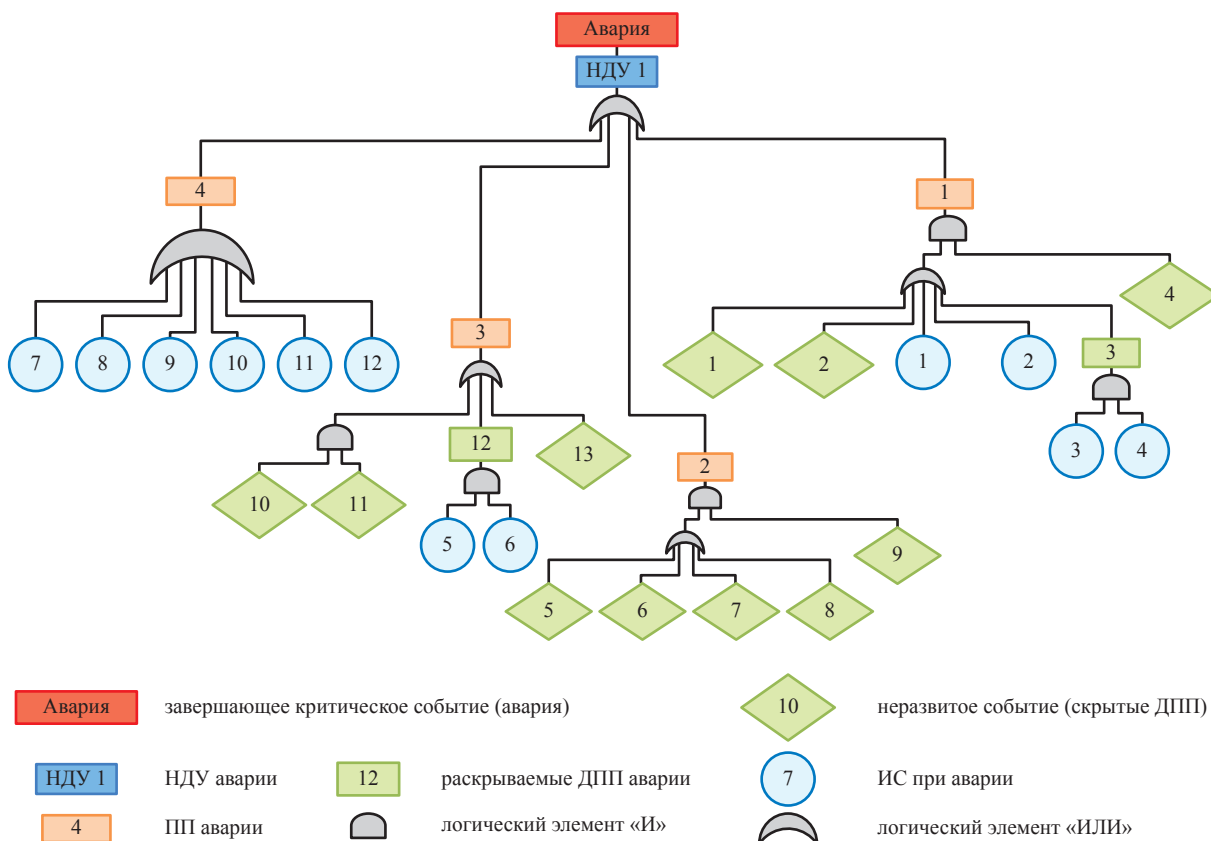 Авария
НДУ 1
4
1
4
3
3
7
8
9
10
11
12
1
2
1
2
12
13
3
4
2
10
11
5
6
9
5
6
7
8
Авария завершающее критическое событие (авария)
10 неразвитое событие (скрытые ДПП)
НДУ 1 НДУ аварии
12 раскрываемые ДПП аварии
7 ИС при аварии
4 ПП аварии
логический элемент «И»
логический элемент «ИЛИ»